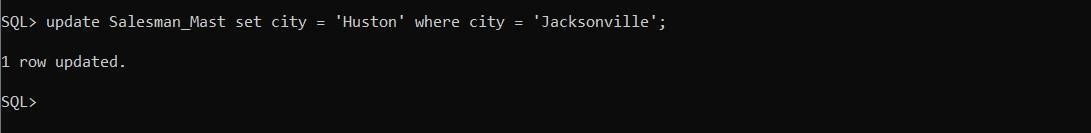 SQL> update Salesman_Mast set city = 'Huston' where city = 'Jacksonville';
1 row updated.
SQL>